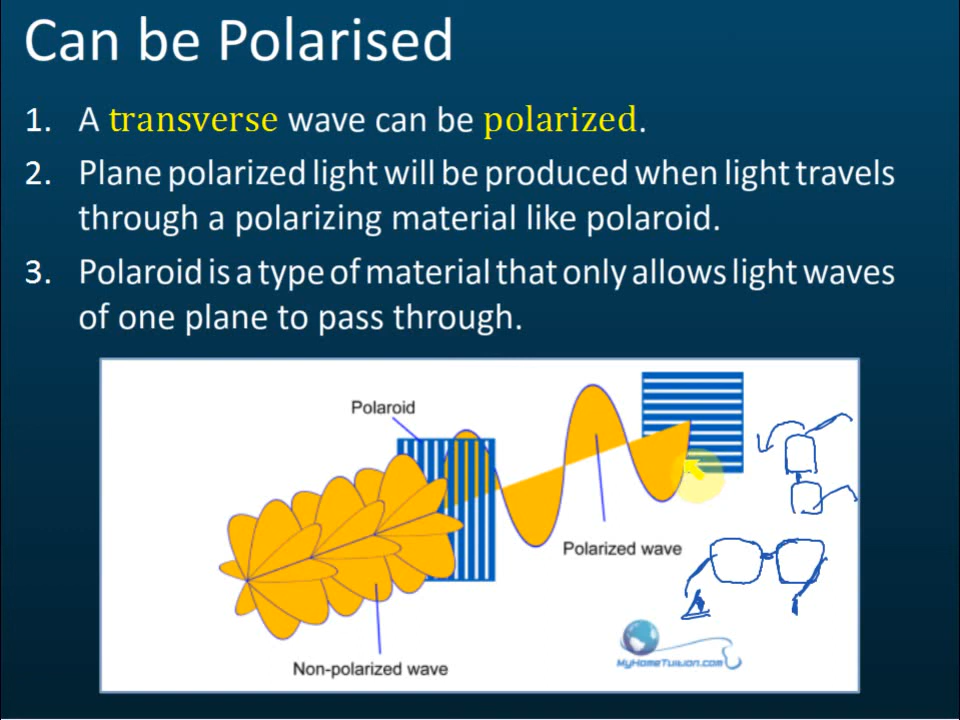 Can be Polarised
1. A transverse wave can be polarized.
2. Plane polarized light will be produced when light travels
through a polarizing material like polaroid.
3. Polaroid is a type of material that only allows light waves
of one plane to pass through.
Polaroid
Polarized wave
Non-polarized wave
MyHomeTuition.com